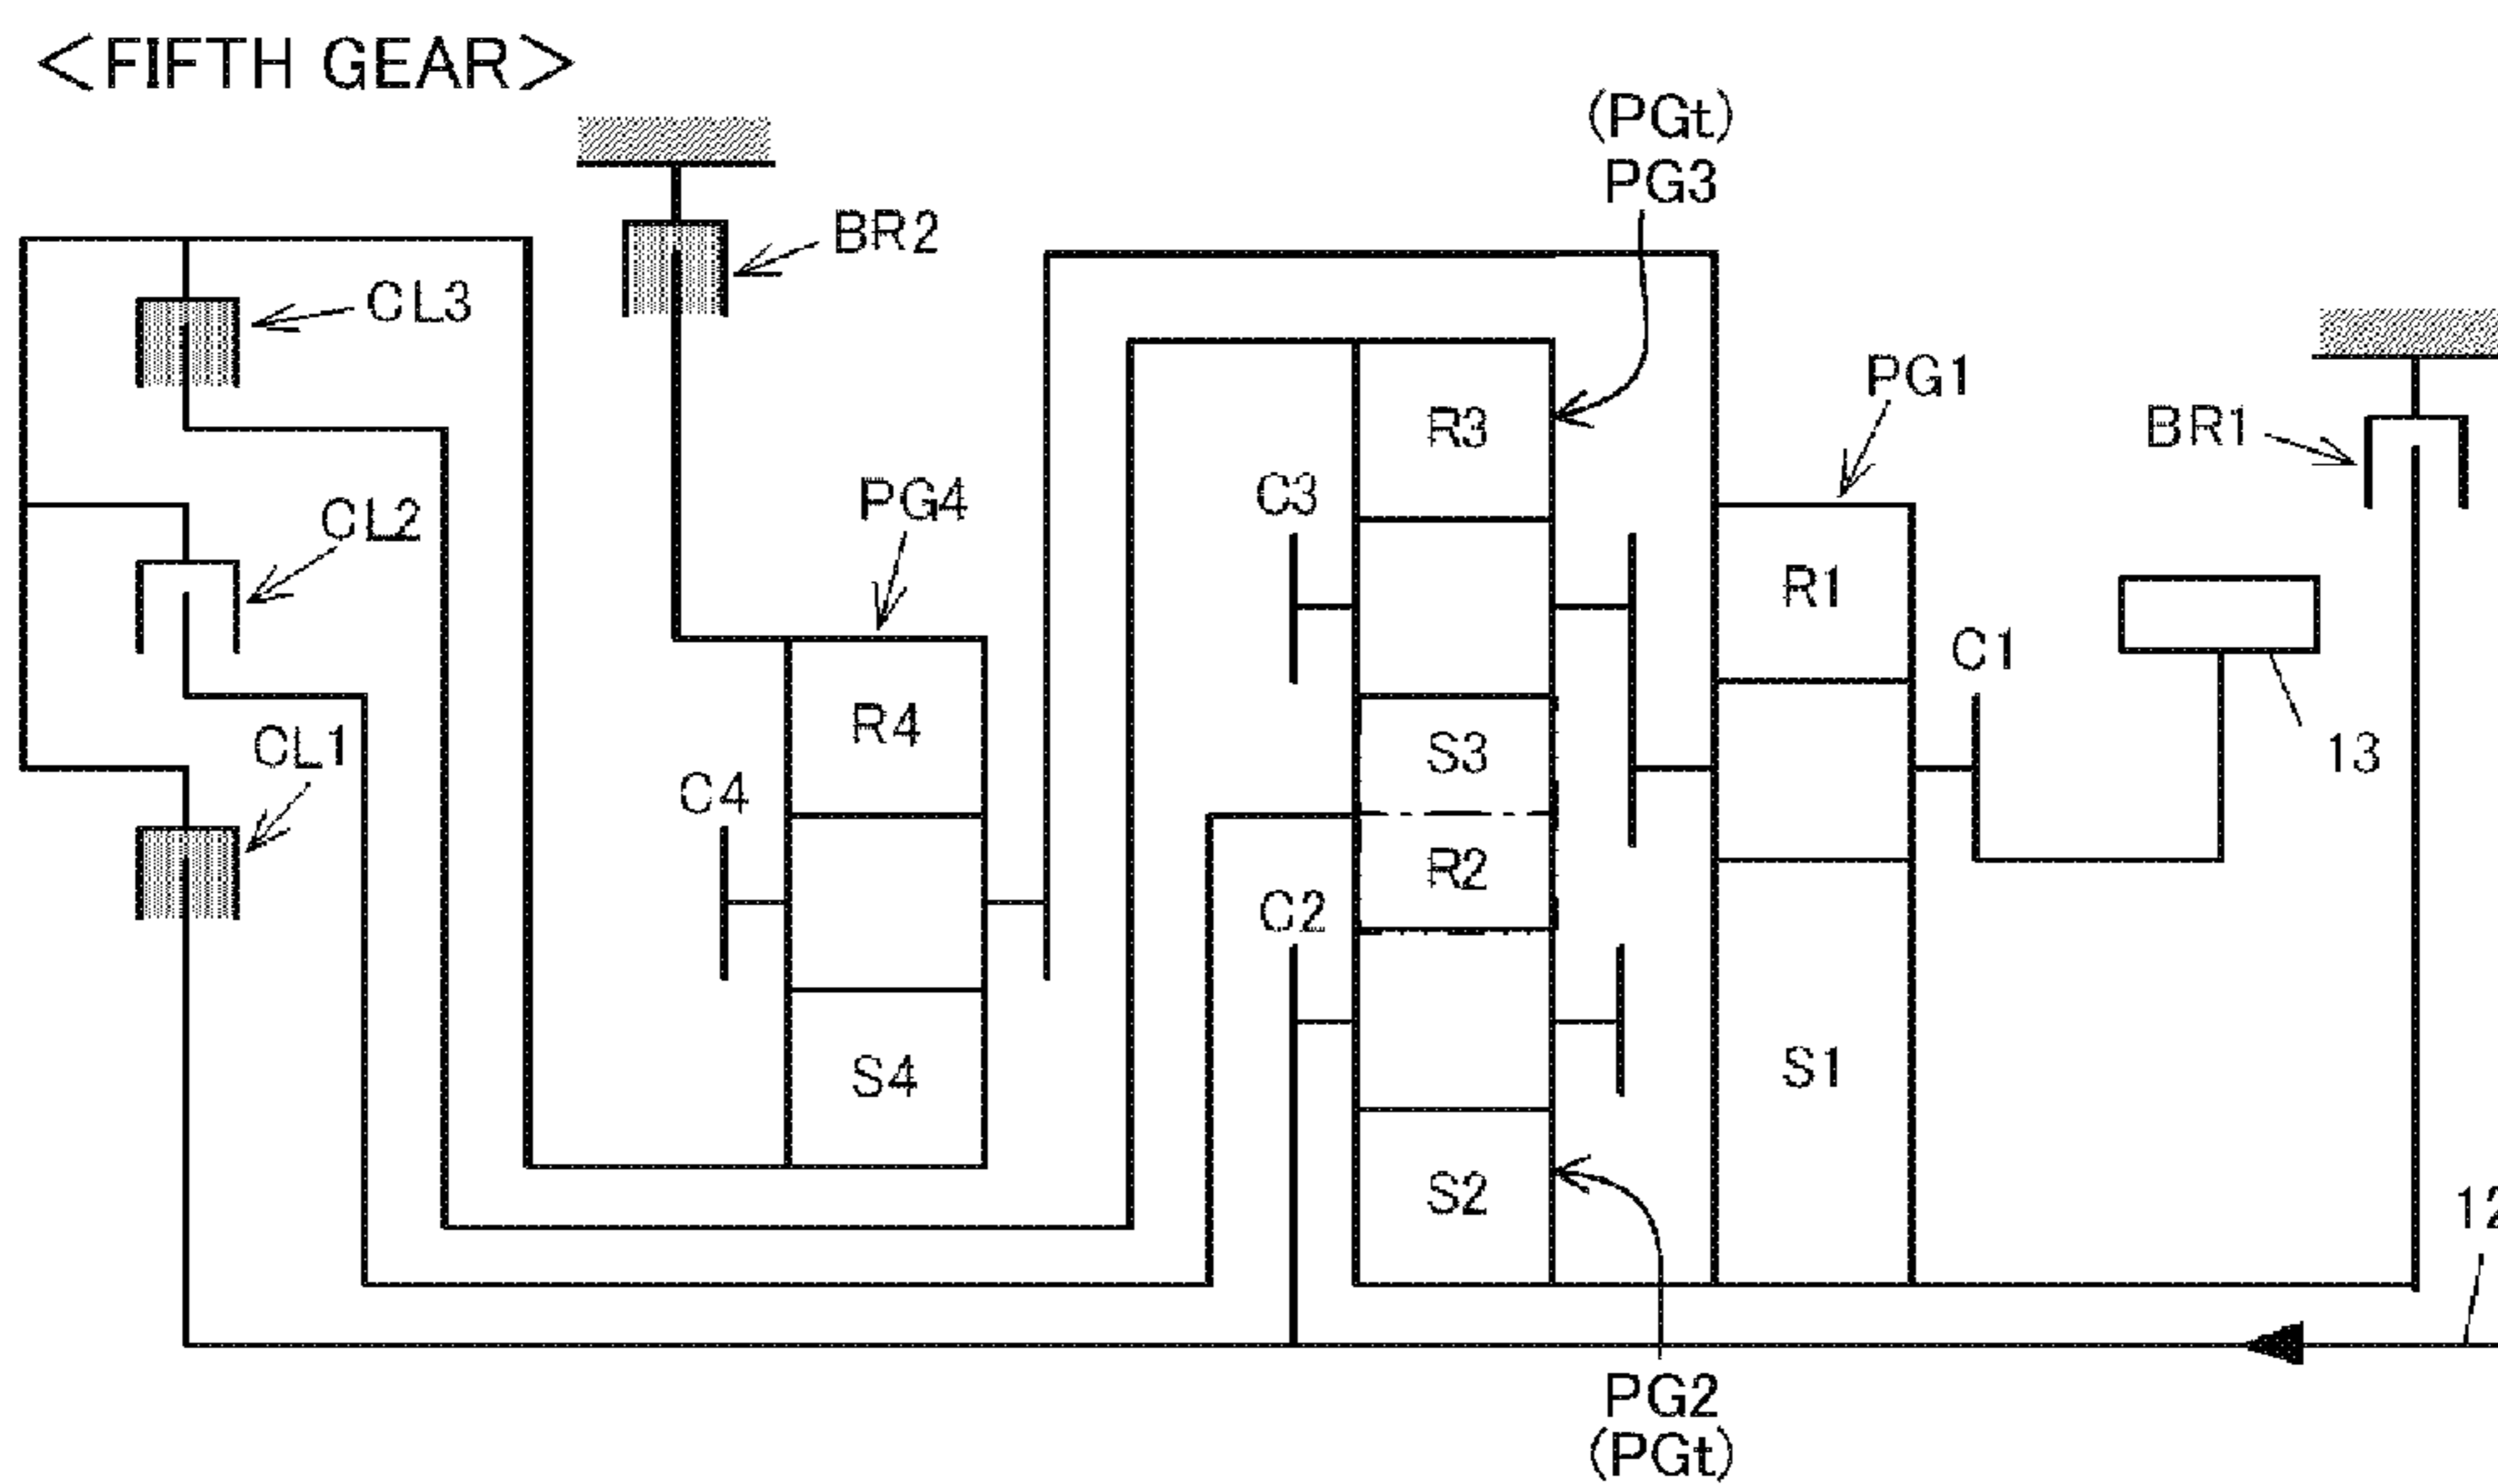 <FIFTH GEAR>
(PGt)
PG3
BR2
CL3
PG1
BR1
R3
C3
PG4
CL2
R1
C1
R4
CL1
S3
13
C4
R2
C2
S4
S1
S2
12
PG2
(PGt)